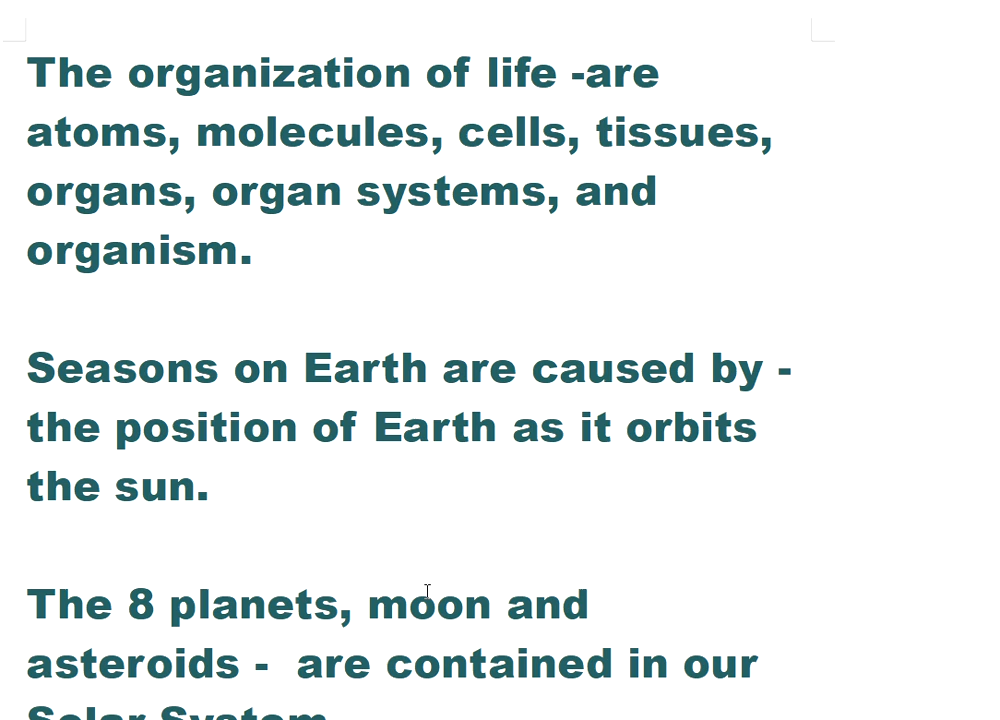 The organization of life -are
atoms, molecules, cells, tissues,
organs, organ systems, and
organism.
Seasons on Earth are caused by -
the position of Earth as it orbits
the sun.
The 8 planets, moon and
asteroids -  are contained in our
Solar System